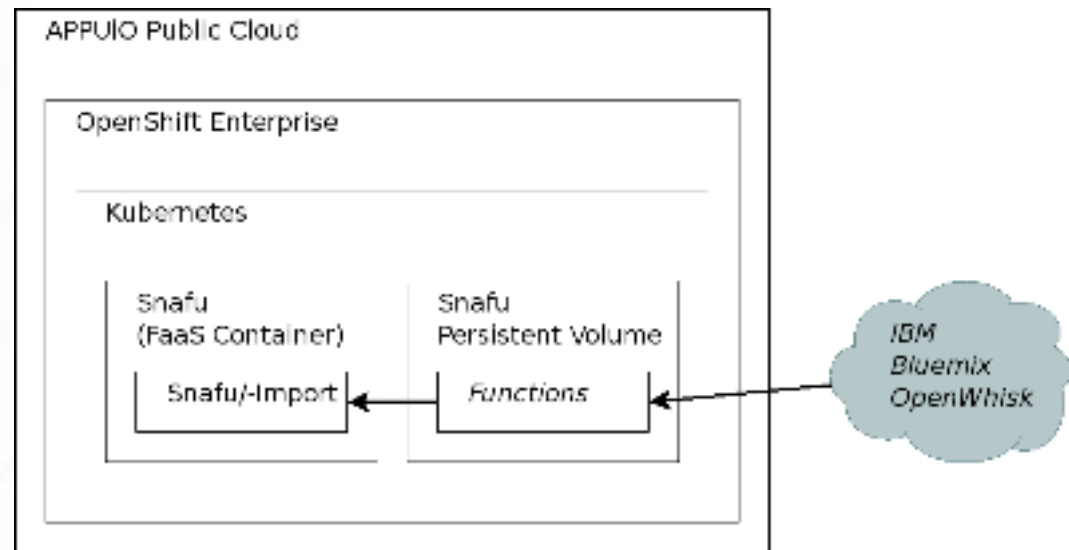 APPUiO Public Cloud
OpenShift Enterprise
Kubernetes
Snafu
(FaaS Container)
Snafu/-Import
Snafu
Persistent Volume
Functions
IBM
Bluemix
OpenWhisk